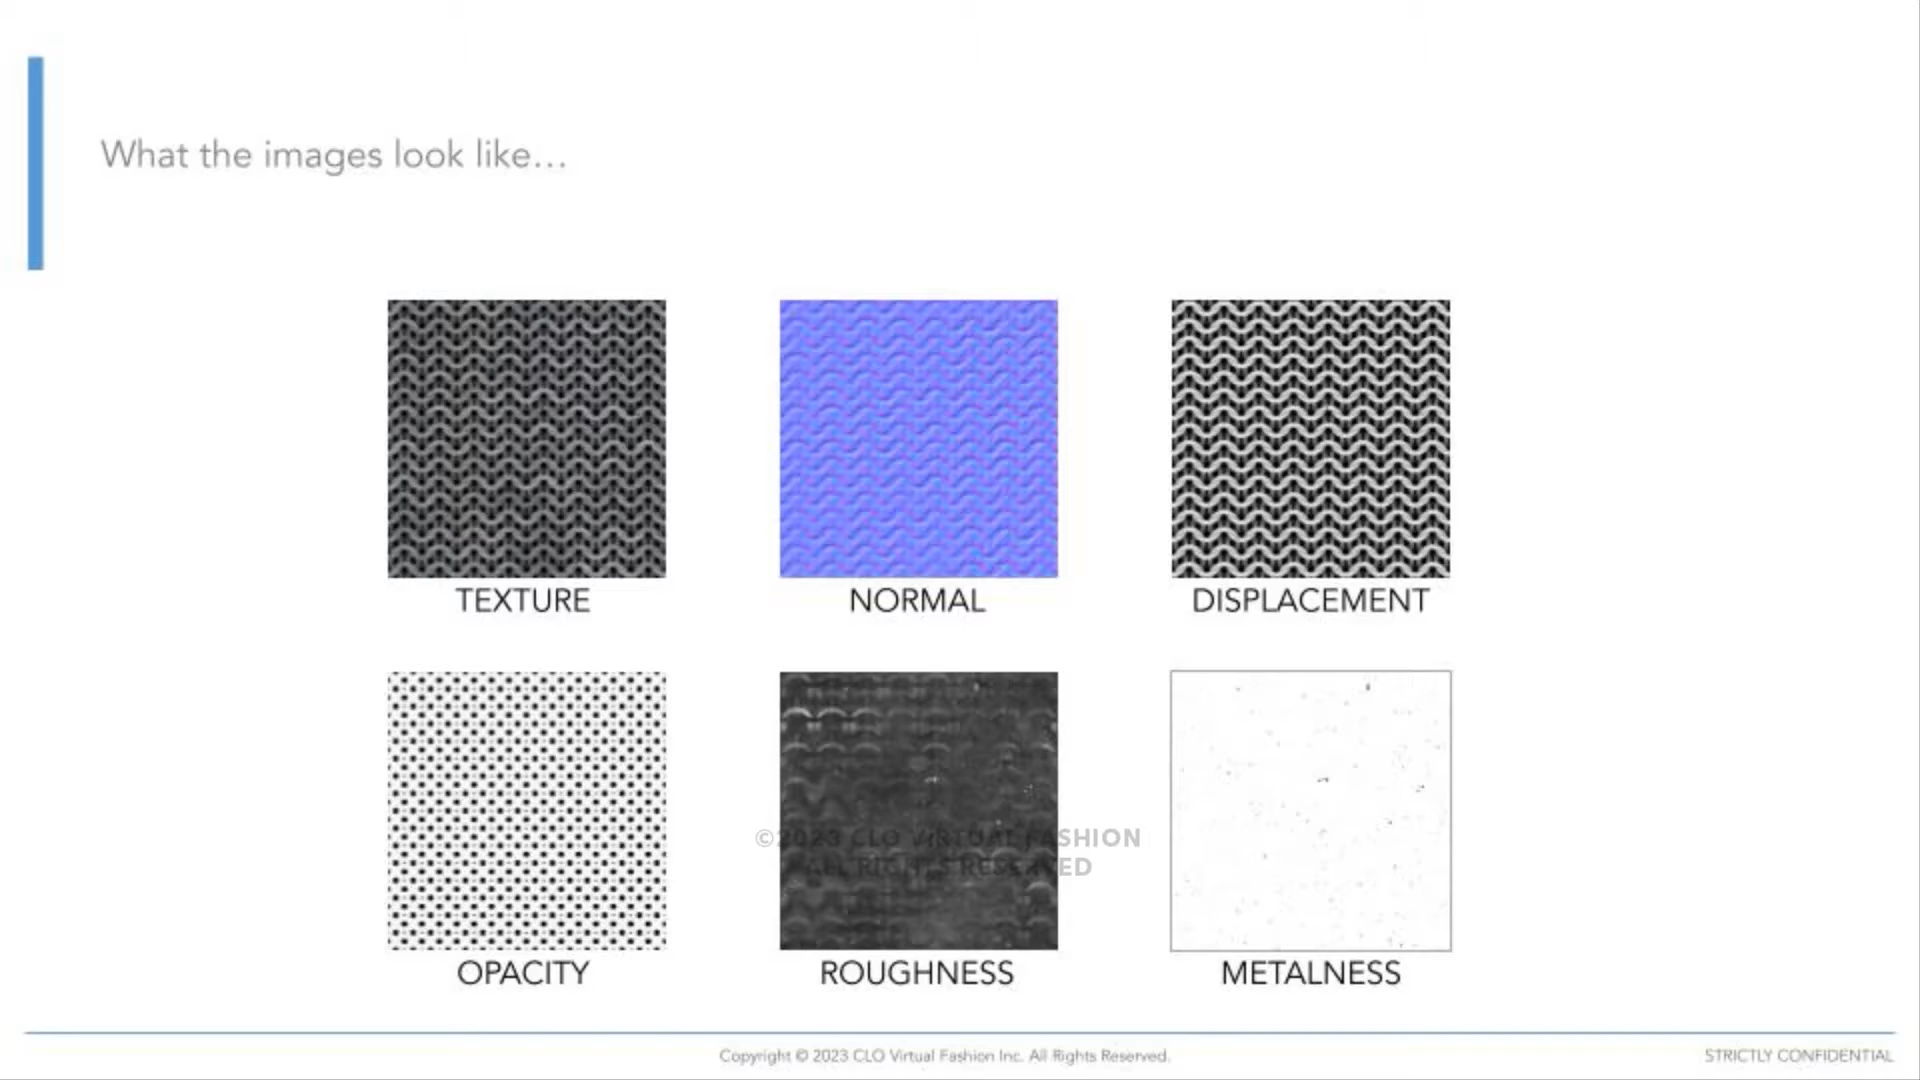 What the images look like...
TEXTURE
NORMAL
DISPLACEMENT
©2023 CLO VIRTUAL FASHION
ALL RIGHTS RESERVED
OPACITY
ROUGHNESS
METALNESS
Copyright © 2023 CLO Virtual Fashion Inc. All Rights Reserved.
STRICTLY CONFIDENTIAL